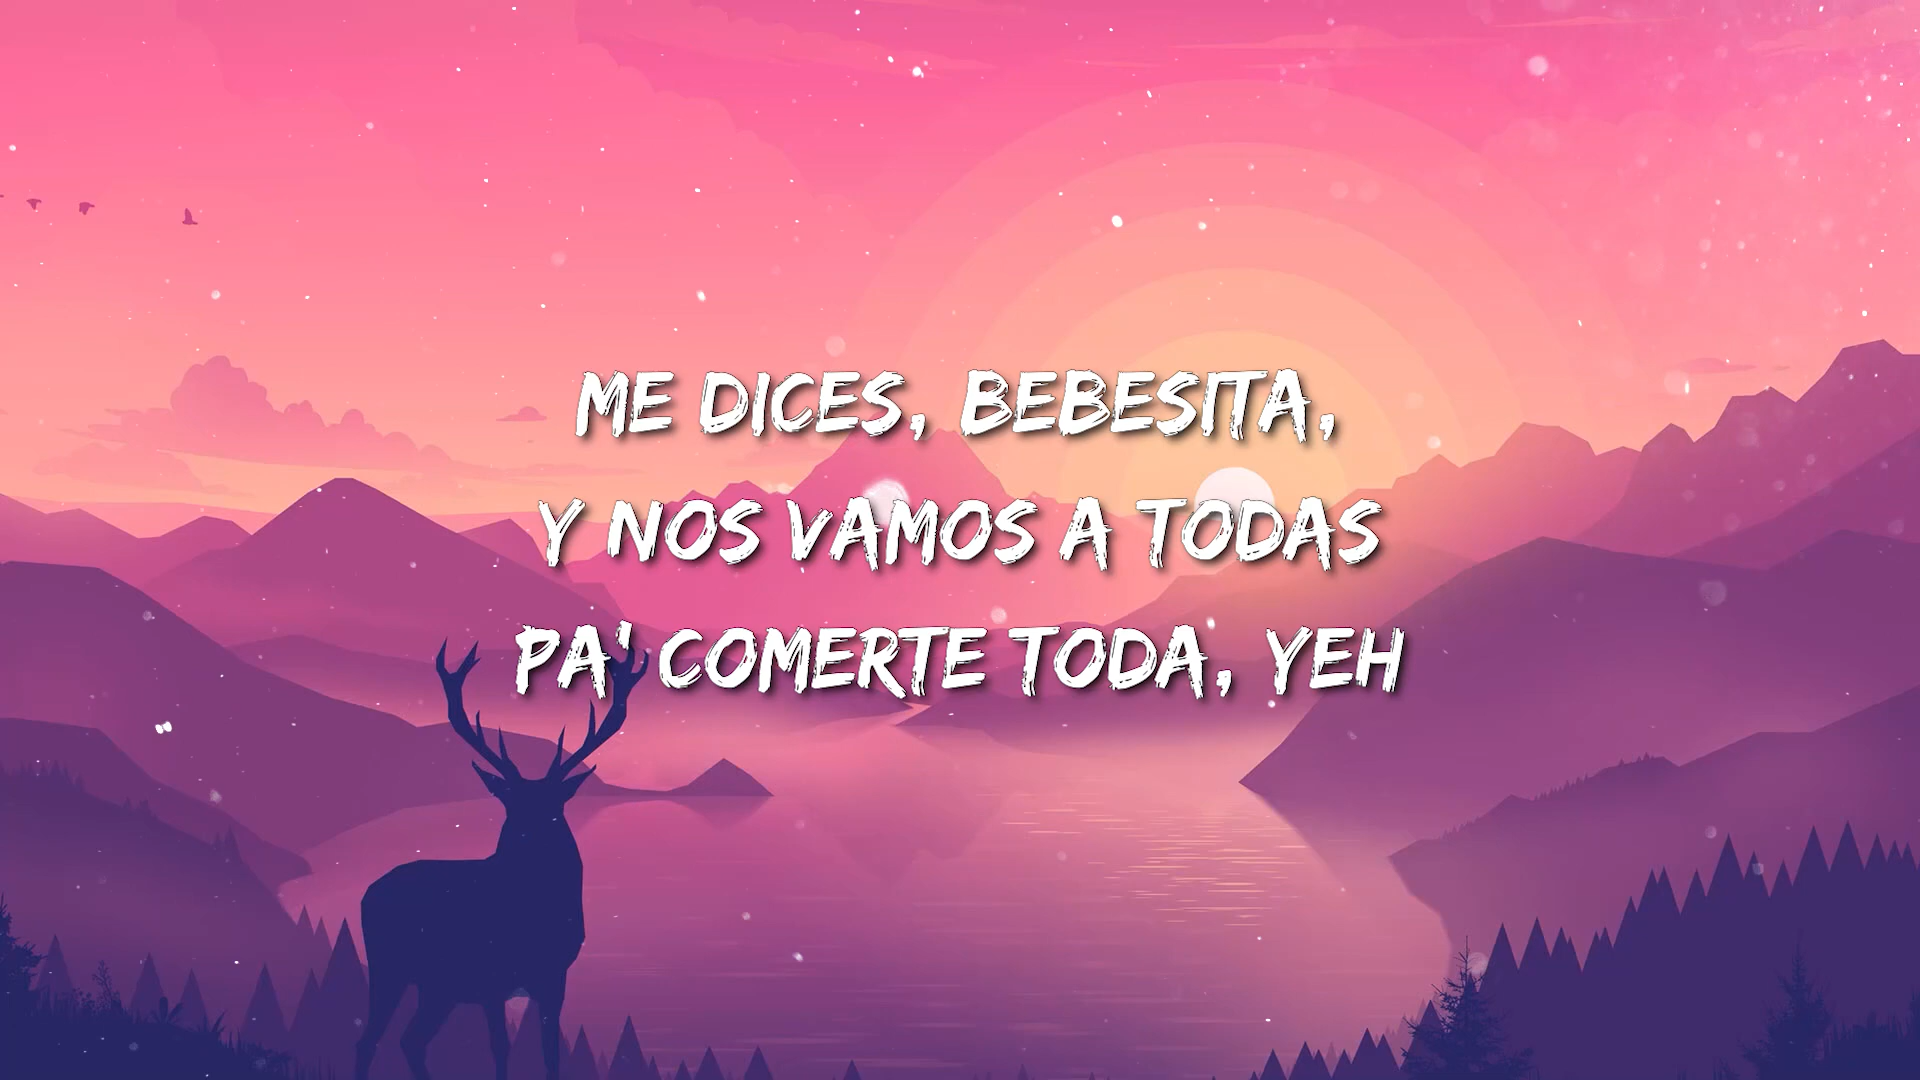 ME DICES, BEBESITA,
Y NOS VAMOS A TODAS
PA' COMERTE TODA, YEH